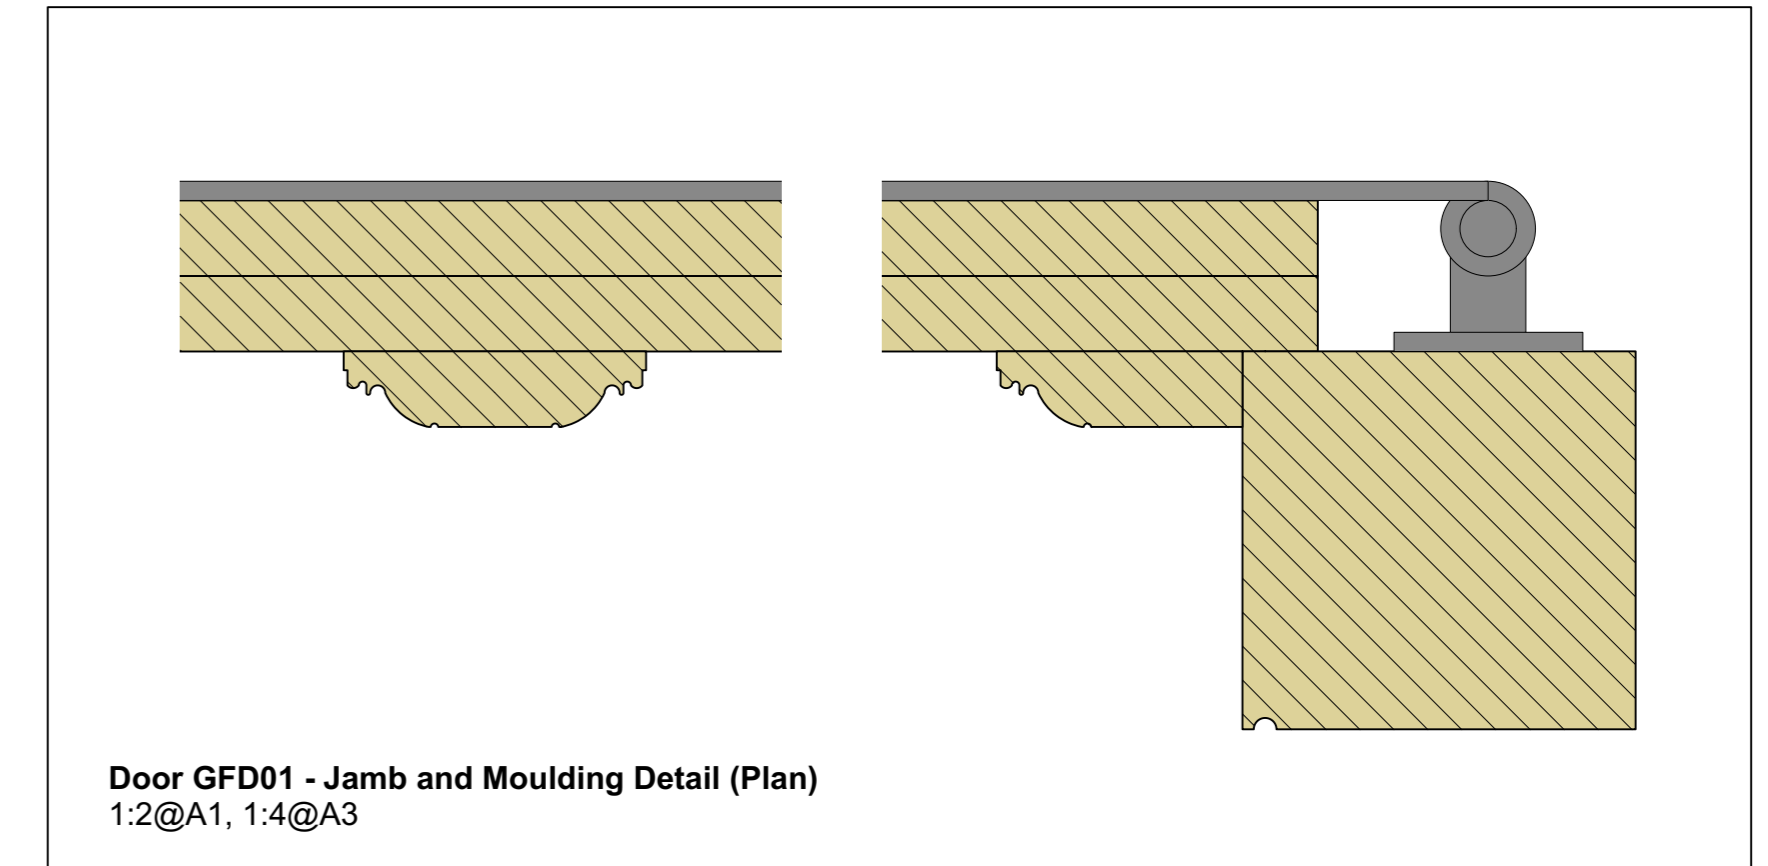 Door GFD01 - Jamb and Moulding Detail (Plan)
1:2@A1, 1:4@A3